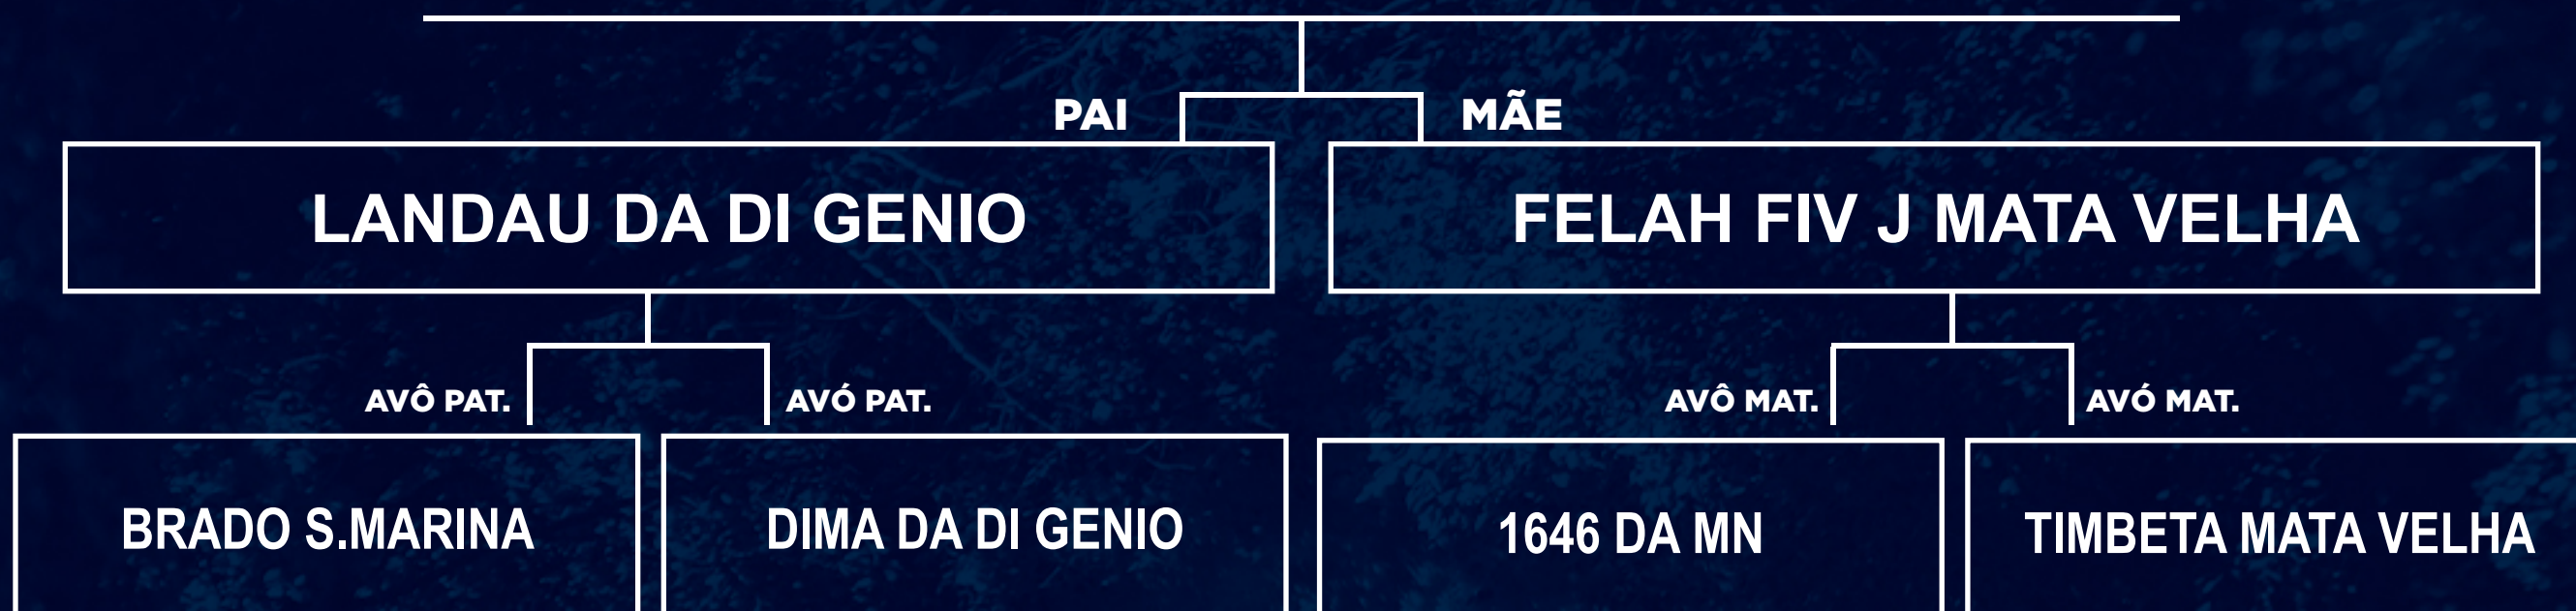 PAI MÃE
LANDAU DA DI GENIO FELAH FIV J MATA VELHA
AVÔ PAT. AVÓ PAT. AVÔ MAT. AVÓ MAT.
BRADO S.MARINA DIMA DA DI GENIO 1646 DA MN TIMBETA MATA VELHA